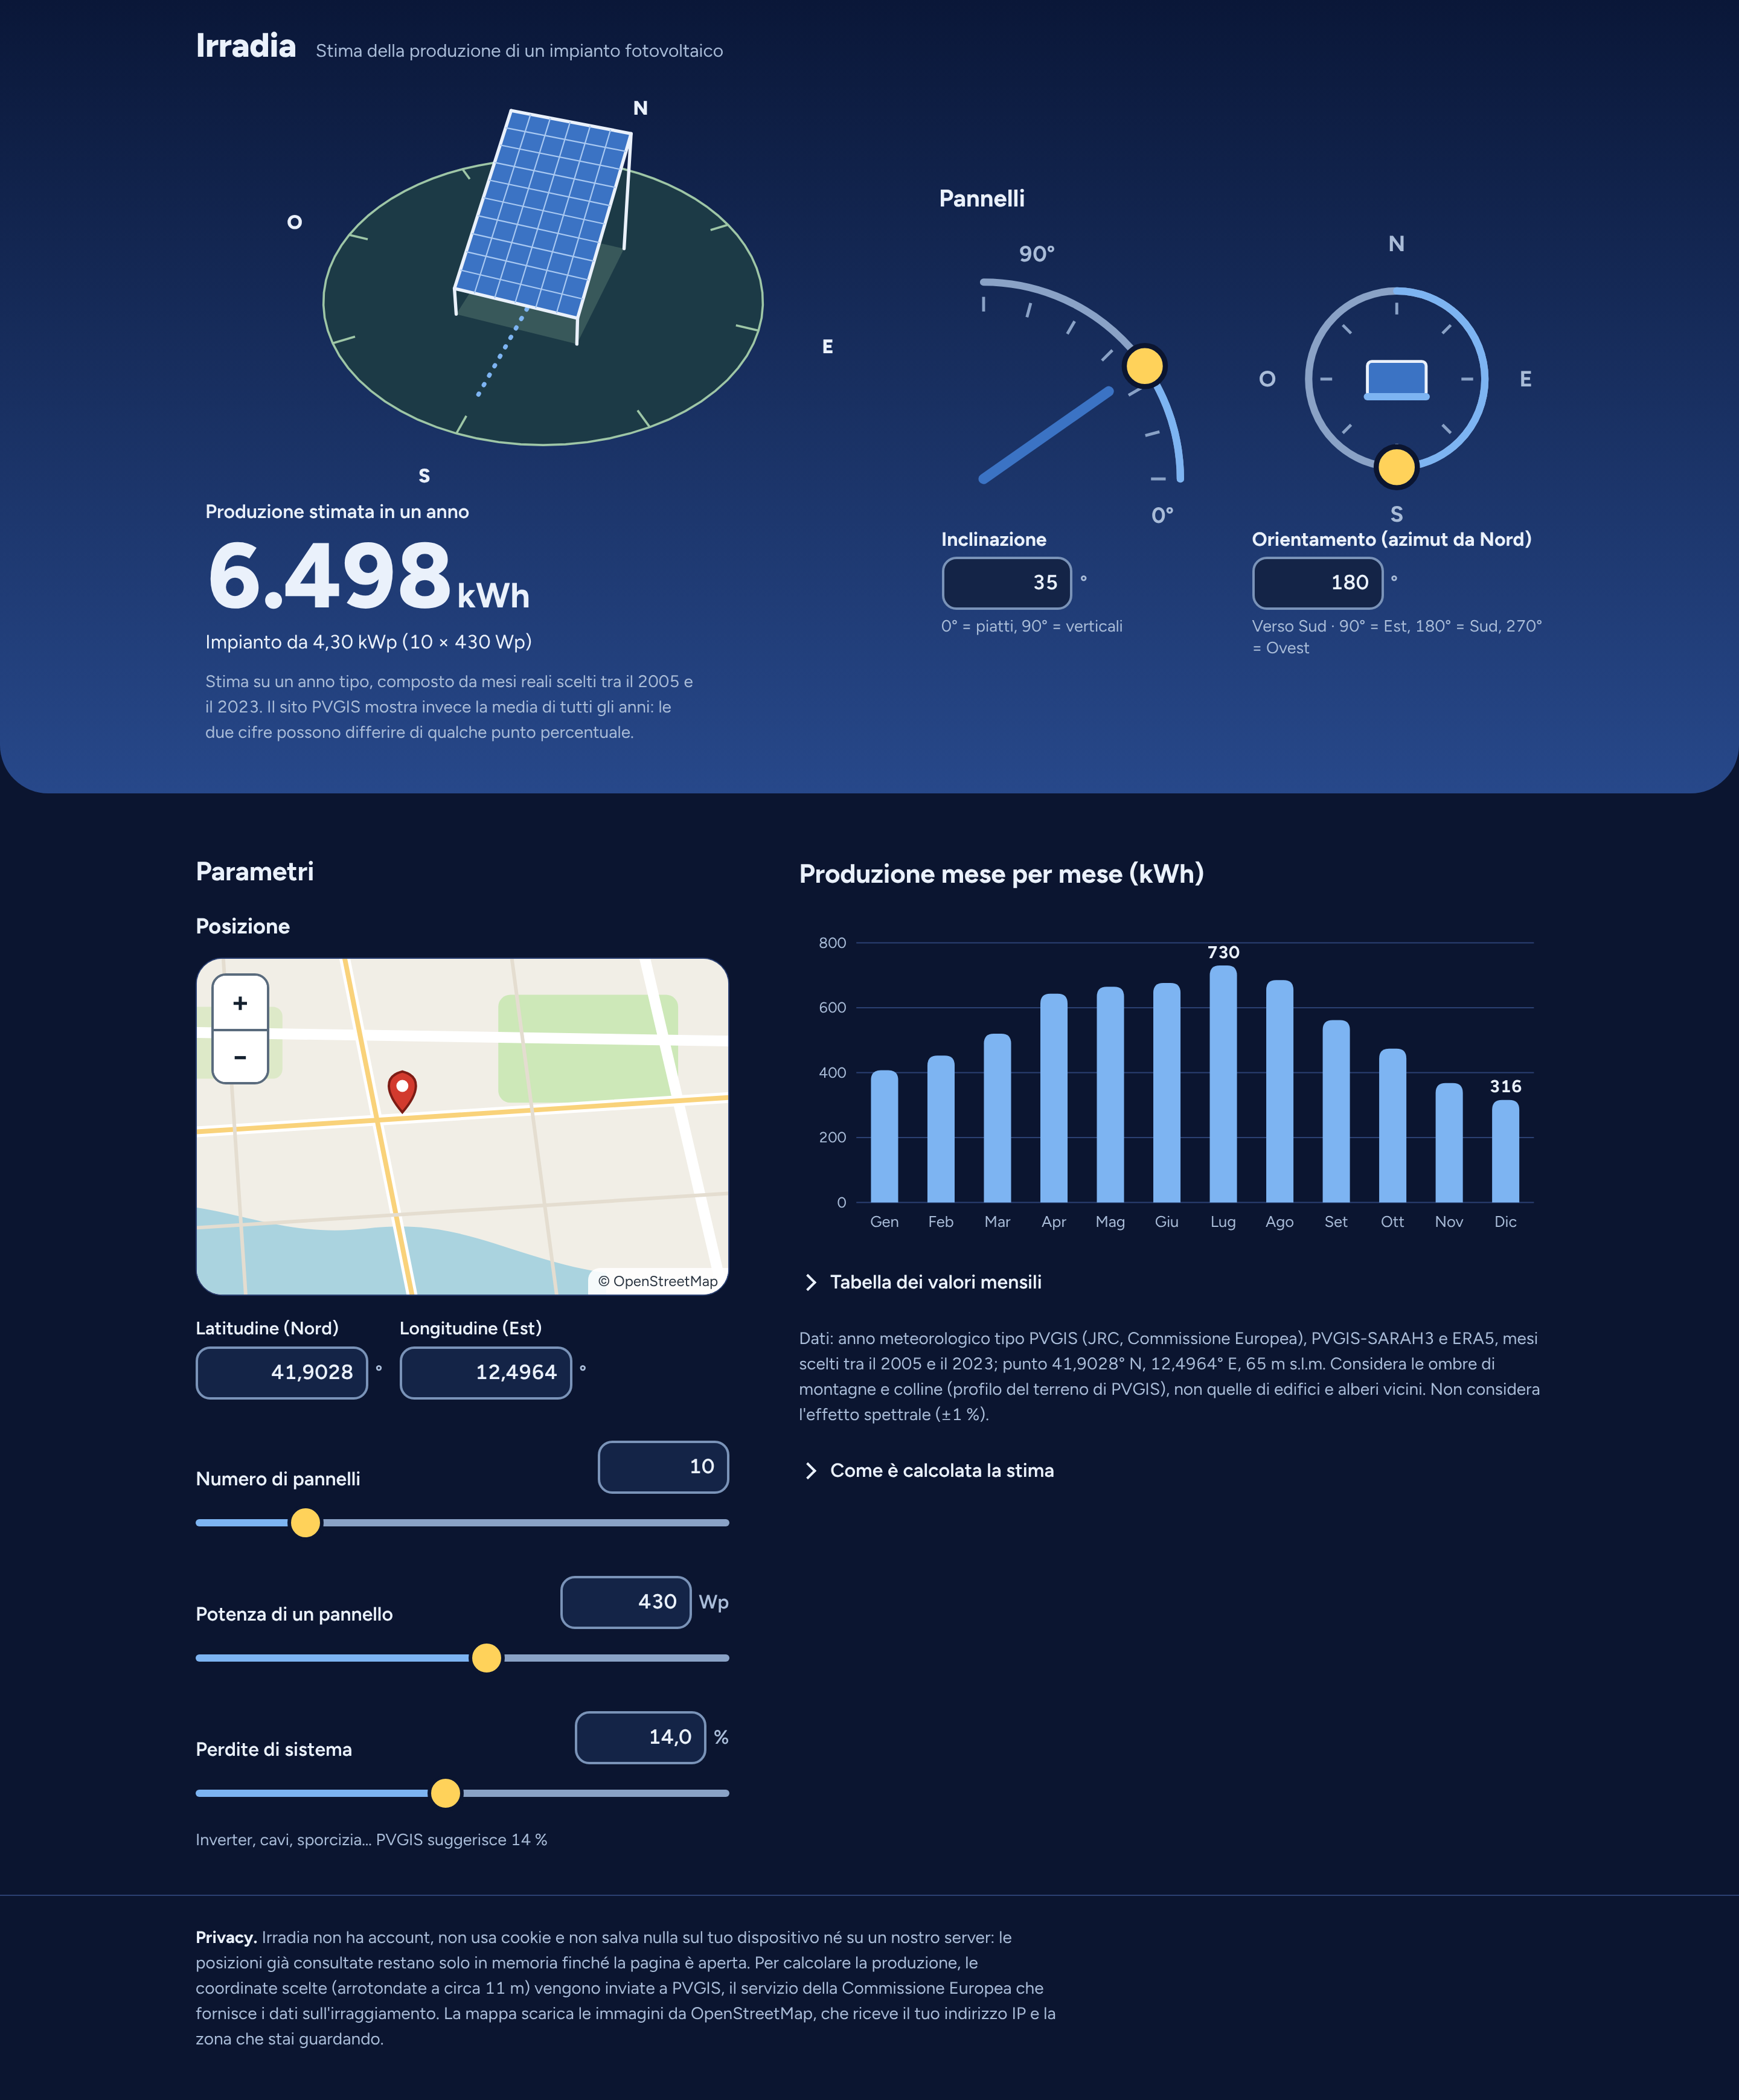 Irradia Stima della produzione di un impianto fotovoltaico
N
O
E
S
Produzione stimata in un anno
6.498 kWh
Impianto da 4,30 kWp (10 × 430 Wp)
Stima su un anno tipo, composto da mesi reali scelti tra il 2005 e
il 2023. Il sito PVGIS mostra invece la media di tutti gli anni: le
due cifre possono differire di qualche punto percentuale.
Pannelli
90°
0°
Inclinazione
35 °
0° = piatti, 90° = verticali
N
O
E
S
Orientamento (azimut da Nord)
180 °
Verso Sud · 90° = Est, 180° = Sud, 270°
= Ovest
Parametri
Posizione
+
−
© OpenStreetMap
Latitudine (Nord)
41,9028 °
Longitudine (Est)
12,4964 °
Numero di pannelli
10
Potenza di un pannello
430 Wp
Perdite di sistema
14,0 %
Inverter, cavi, sporcizia... PVGIS suggerisce 14 %
Produzione mese per mese (kWh)
800
600
400
200
0
730
316
Gen Feb Mar Apr Mag Giu Lug Ago Set Ott Nov Dic
Tabella dei valori mensili
Dati: anno meteorologico tipo PVGIS (JRC, Commissione Europea), PVGIS-SARAH3 e ERA5, mesi
scelti tra il 2005 e il 2023; punto 41,9028° N, 12,4964° E, 65 m s.l.m. Considera le ombre di
montagne e colline (profilo del terreno di PVGIS), non quelle di edifici e alberi vicini. Non considera
l'effetto spettrale (±1 %).
Come è calcolata la stima
Privacy. Irradia non ha account, non usa cookie e non salva nulla sul tuo dispositivo né su un nostro server: le
posizioni già consultate restano solo in memoria finché la pagina è aperta. Per calcolare la produzione, le
coordinate scelte (arrotondate a circa 11 m) vengono inviate a PVGIS, il servizio della Commissione Europea che
fornisce i dati sull'irraggiamento. La mappa scarica le immagini da OpenStreetMap, che riceve il tuo indirizzo IP e la
zona che stai guardando.